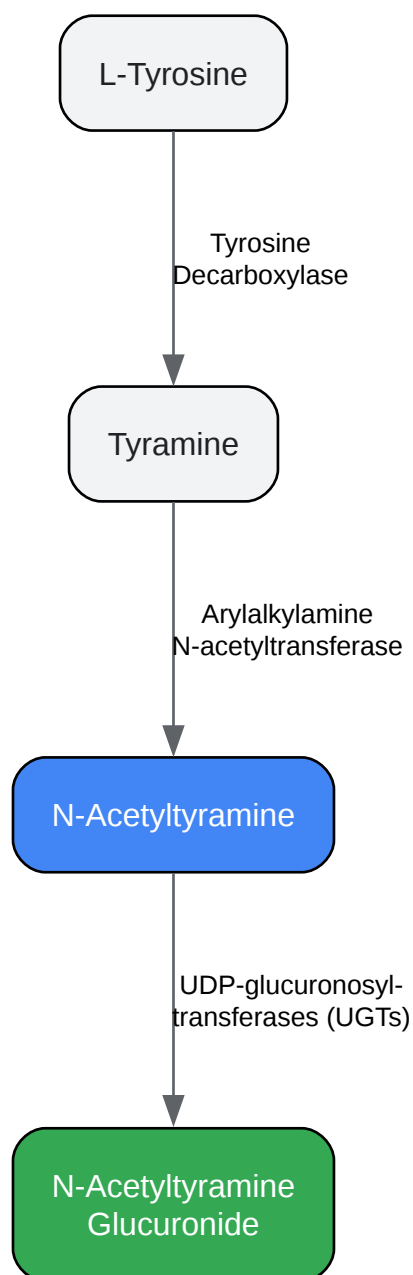 L-Tyrosine
Tyrosine
Decarboxylase
Tyramine
Arylalkylamine
N-acetyltransferase
N-Acetyltyramine
UDP-glucuronosyl-
transferases (UGTs)
N-Acetyltyramine
Glucuronide